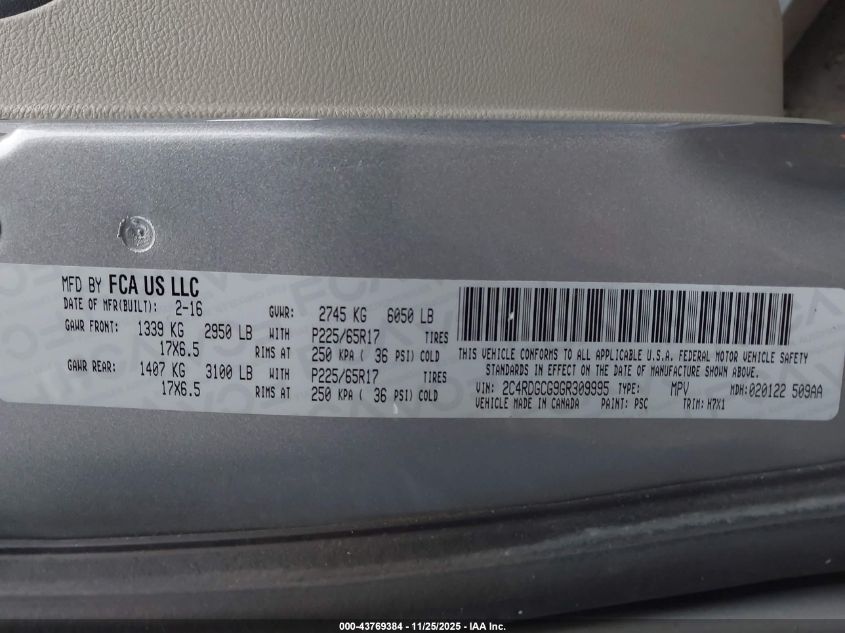 MFD BY FCA US LLC
DATE OF MFR(BUILT): 2-16 GVWR: 2745 KG 6050 LB
GAWR FRONT: 1339 KG 2950 LB WITH P225/65R17 TIRES
17X6.5 RIMS AT 250 KPA ( 36 PSI) COLD
GAWR REAR: 1407 KG 3100 LB WITH P225/65R17 TIRES
17X6.5 RIMS AT 250 KPA ( 36 PSI) COLD
THIS VEHICLE CONFORMS TO ALL APPLICABLE U.S.A. FEDERAL MOTOR VEHICLE SAFETY
STANDARDS IN EFFECT ON THE DATE OF MANUFACTURE SHOWN ABOVE.
VIN: 2C4RDGCG9GR309995 TYPE: MPV MDH:020122 509AA
VEHICLE MADE IN CANADA PAINT: PSC TRIM: H7X1
000-43769384 - 11/25/2025 - IAA Inc.